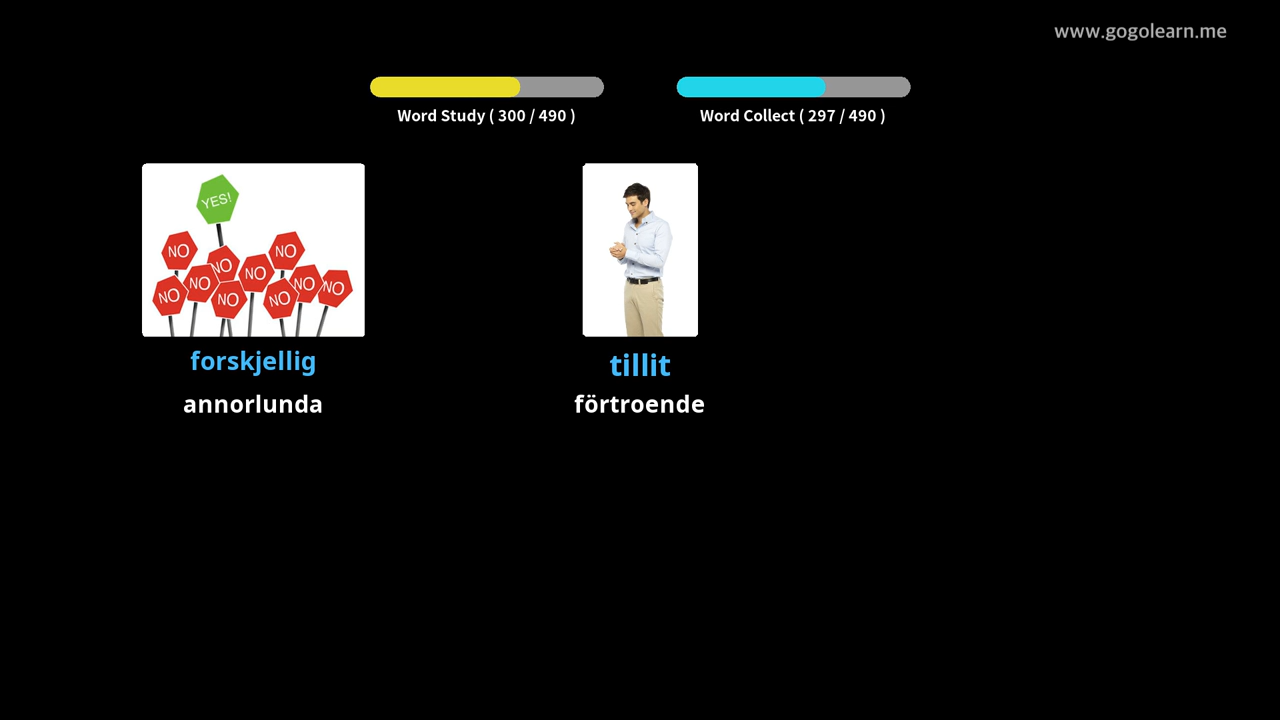 www.gogolearn.me
Word Study ( 300 / 490 )
Word Collect ( 297 / 490 )
YES!
NO
NO
NO
NO
NO
NO
NO
NO
NO
NO
forskjellig
annorlunda
tillit
förtroende